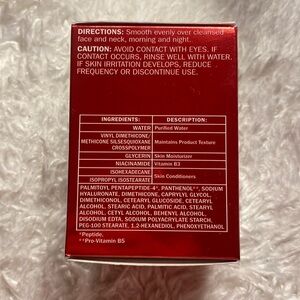 DIRECTIONS: Smooth evenly over cleansed
face and neck, morning and night.
CAUTION: AVOID CONTACT WITH EYES. IF
CONTACT OCCURS, RINSE WELL WITH WATER.
IF SKIN IRRITATION DEVELOPS, REDUCE
FREQUENCY OR DISCONTINUE USE.
INGREDIENTS: DESCRIPTION:
WATER Purified Water
VINYL DIMETHICONE/
METHICONE SILSESQUIOXANE Maintains Product Texture
CROSSPOLYMER
GLYCERIN Skin Moisturizer
NIACINAMIDE Vitamin B3
ISOHEXADECANE Skin Conditioners
ISOPROPYL ISOSTEARATE
PALMITOYL PENTAPEPTIDE-4*, PANTHENOL**, SODIUM
HYALURONATE, DIMETHICONE, CAPRYLYL GLYCOL,
DIMETHICONOL, CETEARYL GLUCOSIDE, CETEARYL
ALCOHOL, STEARIC ACID, PALMITIC ACID, STEARYL
ALCOHOL, CETYL ALCOHOL, BEHENYL ALCOHOL,
DISODIUM EDTA, SODIUM POLYACRYLATE STARCH,
PEG-100 STEARATE, 1,2-HEXANEDIOL, PHENOXYETHANOL
*Peptide,
**Pro-Vitamin B5